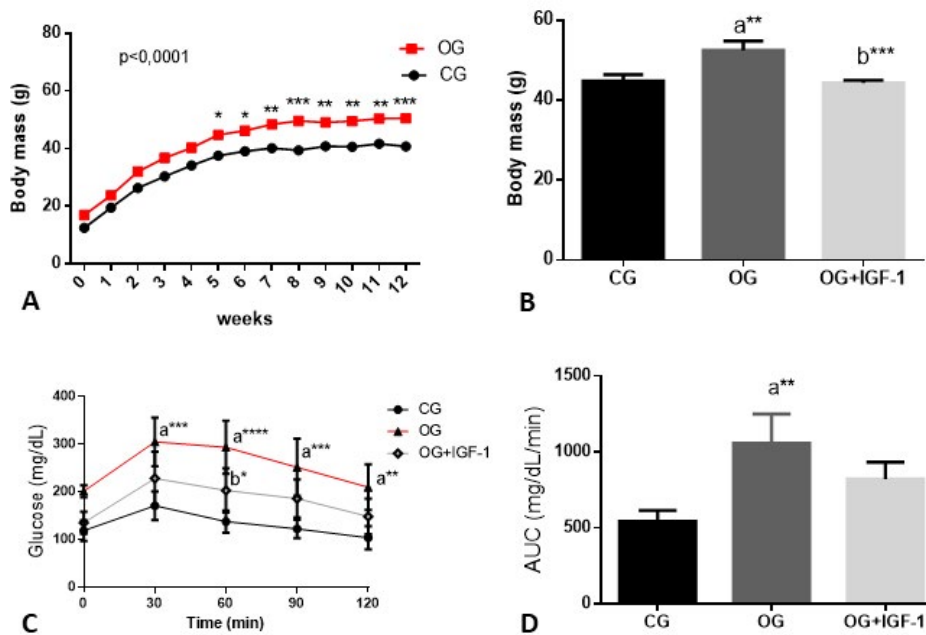 80
60
40
20
0
Body mass (g)
p<0,0001
OG
CG
* * ** *** ** ** ** ***
0 1 2 3 4 5 6 7 8 9 10 11 12
weeks
A
60
40
20
0
Body mass (g)
a**
b***
CG OG OG+IGF-1
B
400
300
200
100
0
Glucose (mg/dL)
CG
OG
OG+IGF-1
a***
a****
a***
a**
b*
0 30 60 90 120
Time (min)
C
1500
1000
500
0
AUC (mg/dL/min)
a**
CG OG OG+IGF-1
D